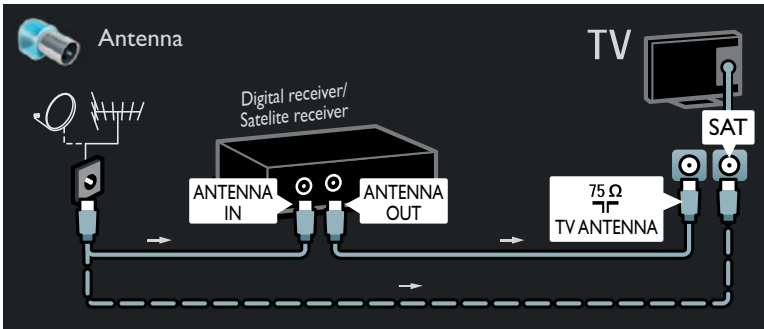 Antenna
TV
Digital receiver/
Satelite receiver
SAT
ANTENNA
IN
ANTENNA
OUT
75 Ω
TV ANTENNA